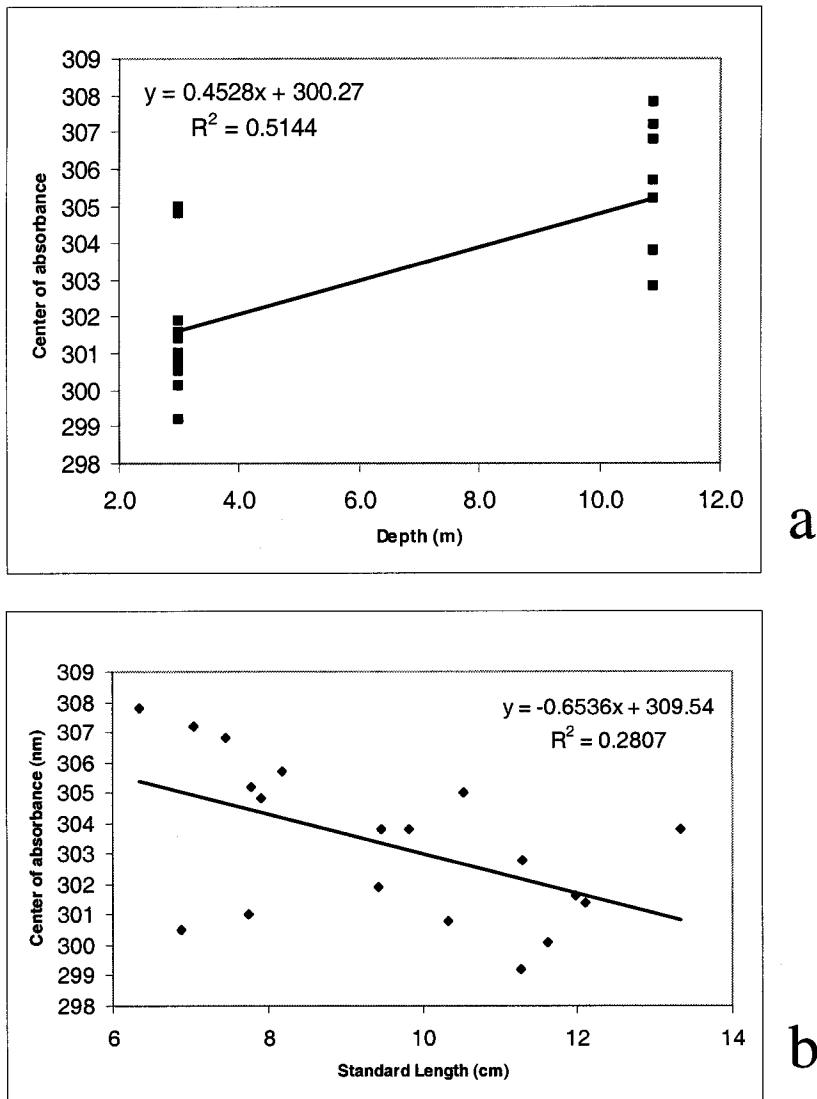 309
308
307
306
305
304
303
302
301
300
299
298
Center of absorbance
y = 0.4528x + 300.27
R² = 0.5144
2.0 4.0 6.0 8.0 10.0 12.0
Depth (m)
a
309
308
307
306
305
304
303
302
301
300
299
298
Center of absorbance (nm)
y = -0.6536x + 309.54
R² = 0.2807
6 8 10 12 14
Standard Length (cm)
b